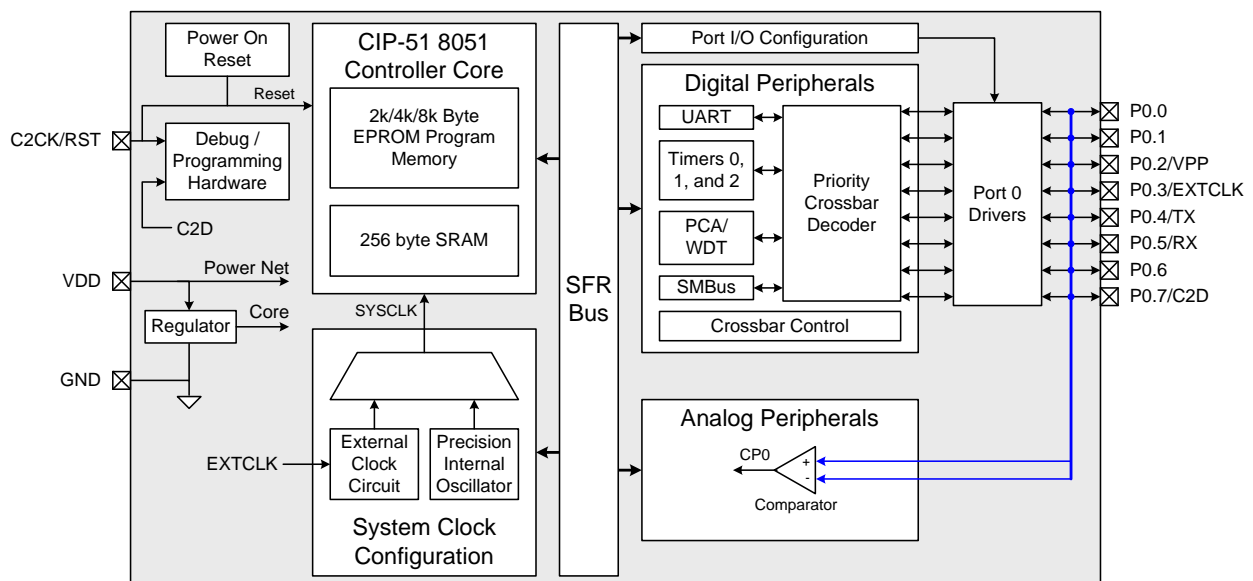 Power On
Reset
Reset
C2CK/RST
Debug /
Programming
Hardware
C2D
VDD
Power Net
Regulator
Core
GND
CIP-51 8051
Controller Core
2k/4k/8k Byte
EPROM Program
Memory
256 byte SRAM
SYSCLK
EXTCLK
External
Clock
Circuit
Precision
Internal
Oscillator
System Clock
Configuration
SFR
Bus
Port I/O Configuration
Digital Peripherals
UART
Timers 0,
1, and 2
PCA/
WDT
SMBus
Priority
Crossbar
Decoder
Crossbar Control
Port 0
Drivers
P0.0
P0.1
P0.2/VPP
P0.3/EXTCLK
P0.4/TX
P0.5/RX
P0.6
P0.7/C2D
Analog Peripherals
CP0
+
-
Comparator